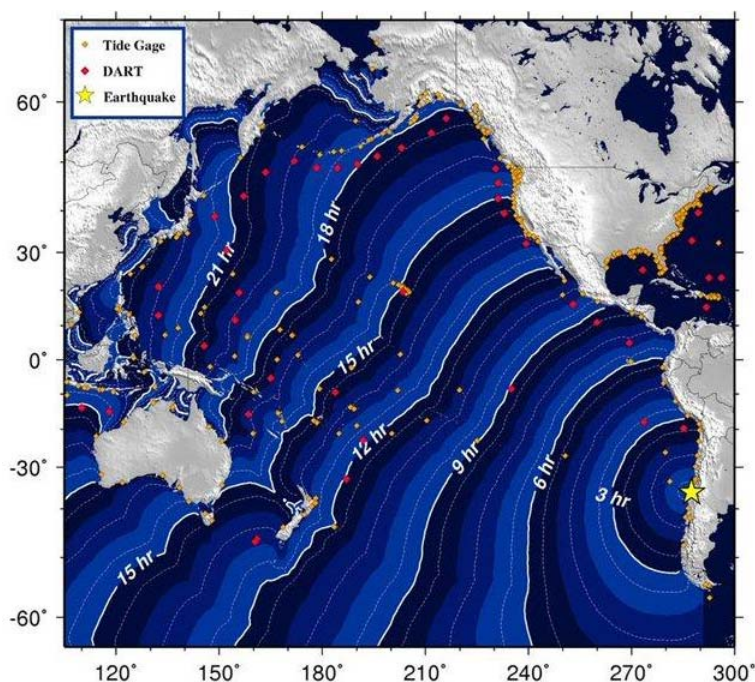 Tide Gage
DART
Earthquake
60°
30°
0°
-30°
-60°
21 hr
18 hr
15 hr
12 hr
9 hr
6 hr
3 hr
15 hr
120°
150°
180°
210°
240°
270°
300°